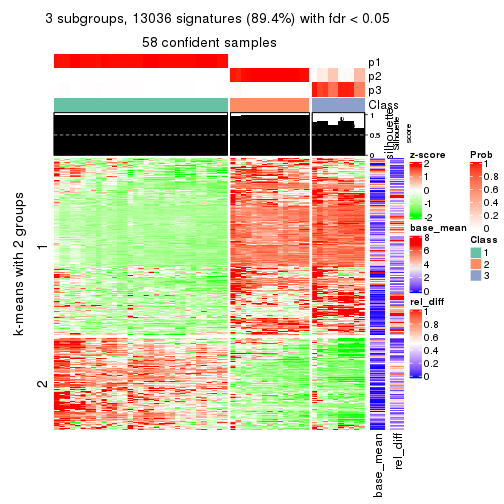 3 subgroups, 13036 signatures (89.4%) with fdr < 0.05
58 confident samples
p1
p2
p3
Class
silhouette
1
0.5
0
silhouette
score
k-means with 2 groups
1
2
base_mean
rel_diff
z-score
2
1
0
-1
-2
base_mean
8
6
4
2
0
rel_diff
1
0.8
0.6
0.4
0.2
0
Prob
1
0.8
0.6
0.4
0.2
0
Class
1
2
3